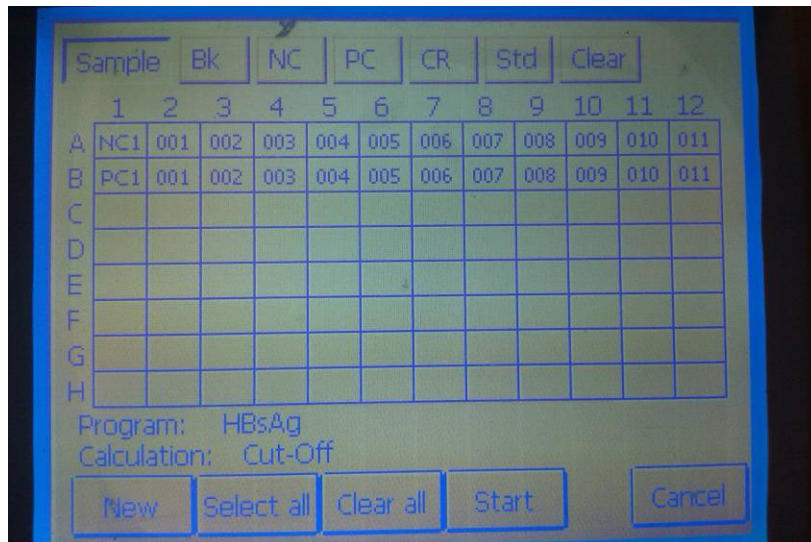 Sample Bk NC PC CR Std Clear
1 2 3 4 5 6 7 8 9 10 11 12
A NC1 001 002 003 004 005 006 007 008 009 010 011
B PC1 001 002 003 004 005 006 007 008 009 010 011
C
D
E
F
G
H
Program: HBsAg
Calculation: Cut-Off
New Select all Clear all Start Cancel